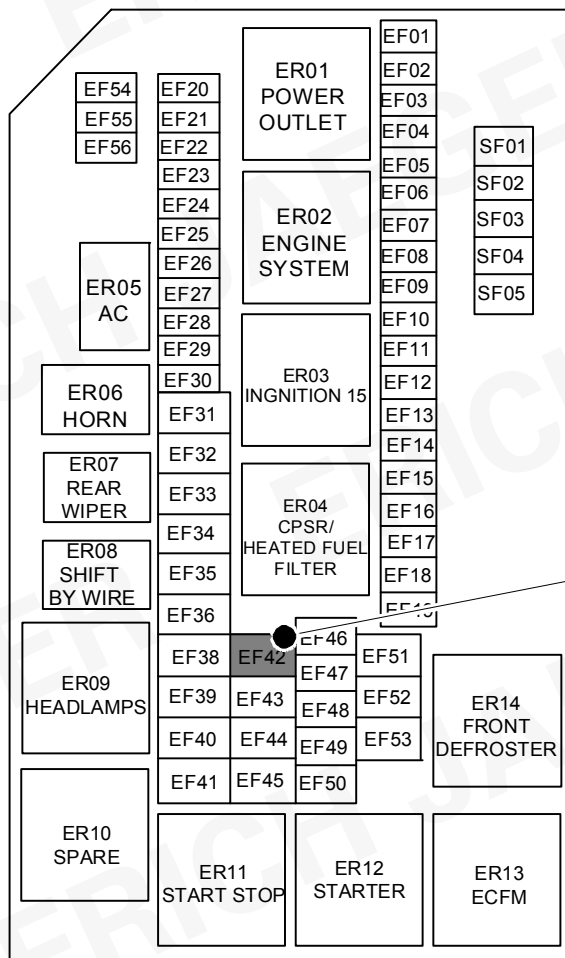 EF54
EF55
EF56
EF20
EF21
EF22
EF23
EF24
EF25
EF26
EF27
EF28
EF29
EF30
EF31
EF32
EF33
EF34
EF35
EF36
EF38
EF39
EF40
EF41
ER01
POWER
OUTLET
ER02
ENGINE
SYSTEM
ER03
INGNITION 15
ER04
CPSR/
HEATED FUEL
FILTER
EF01
EF02
EF03
EF04
EF05
EF06
EF07
EF08
EF09
EF10
EF11
EF12
EF13
EF14
EF15
EF16
EF17
EF18
EF19
SF01
SF02
SF03
SF04
SF05
ER05
AC
ER06
HORN
ER07
REAR
WIPER
ER08
SHIFT
BY WIRE
ER09
HEADLAMPS
ER10
SPARE
EF42
EF43
EF44
EF45
EF46
EF47
EF48
EF49
EF50
EF51
EF52
EF53
ER14
FRONT
DEFROSTER
ER11
START STOP
ER12
STARTER
ER13
ECFM
ERICH JAEGER